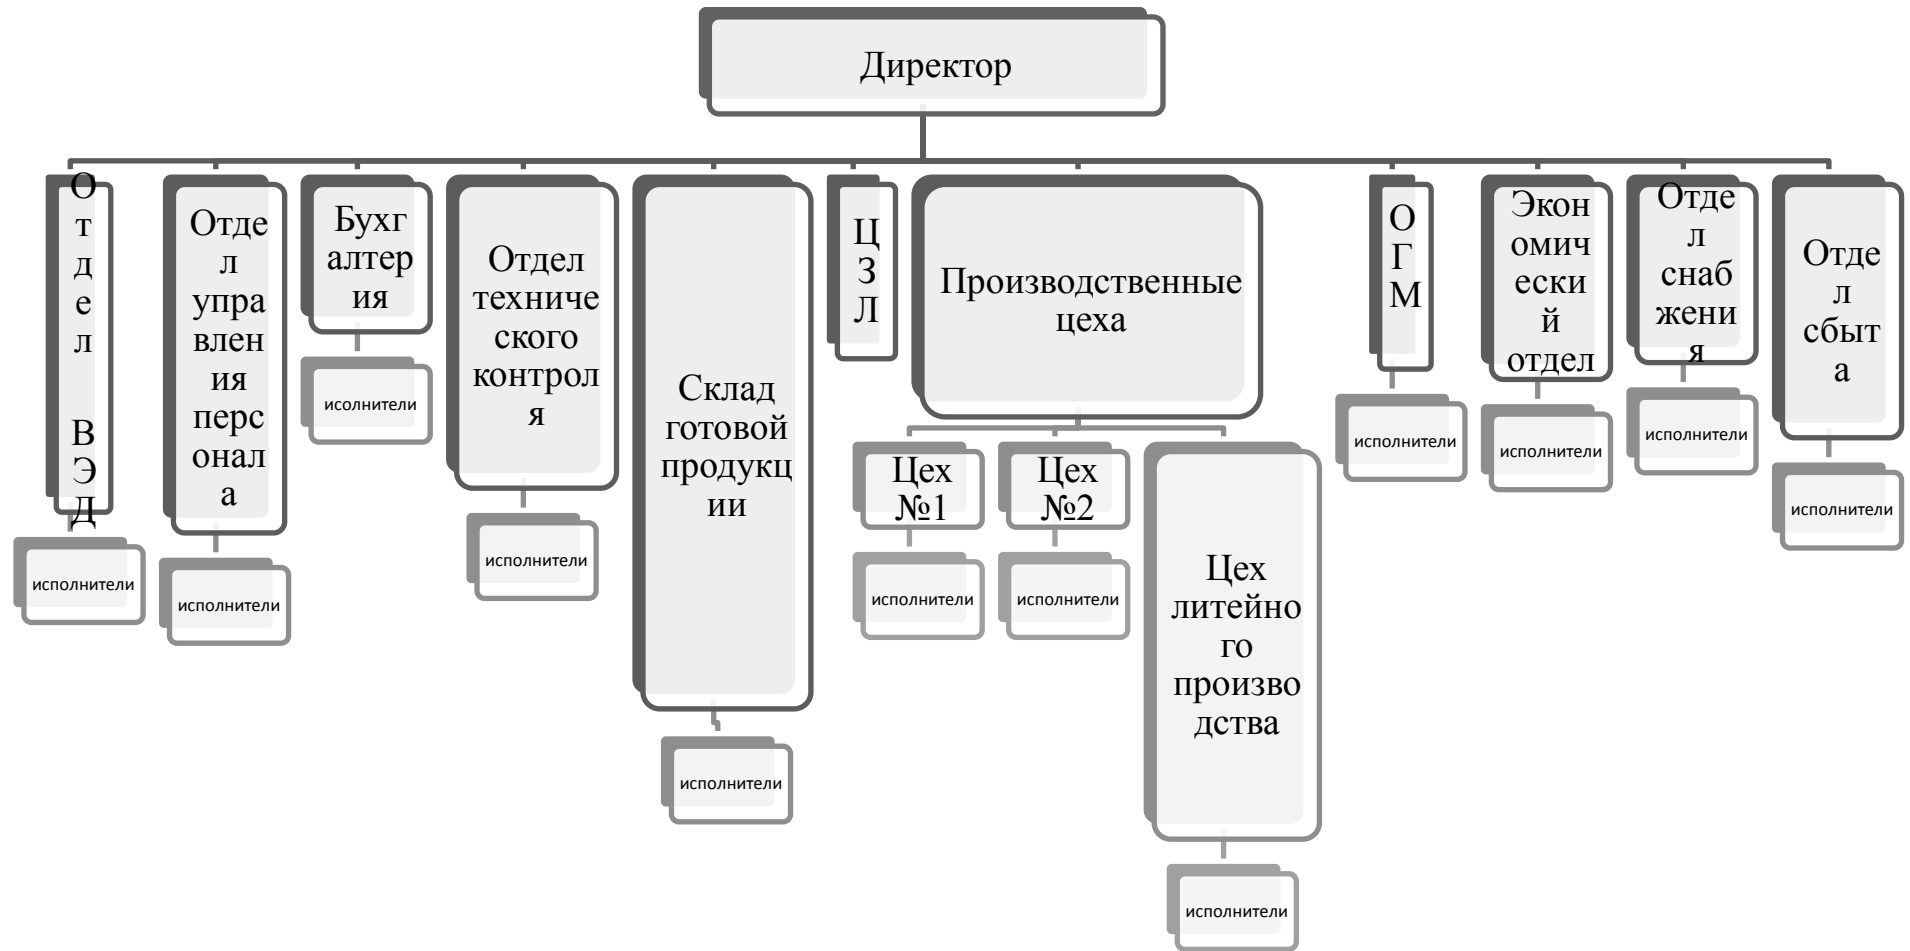 Директор
О
т
д
е
л
В
Э
Д
исполнители
Отде
л
упра
влен
ия
перс
онал
а
исполнители
Бухг
алтер
ия
исолнители
Отдел
техниче
ского
контрол
я
исполнители
Склад
готовой
продукц
ии
исполнители
Ц
З
Л
Производственные
цеха
Цех
№1
исполнители
Цех
№2
исполнители
Цех
литейно
го
произво
дства
исполнители
О
Г
М
исполнители
Экон
омич
ески
й
отдел
исполнители
Отде
л
снаб
жени
я
исполнители
Отде
л
сбыт
а
исполнители